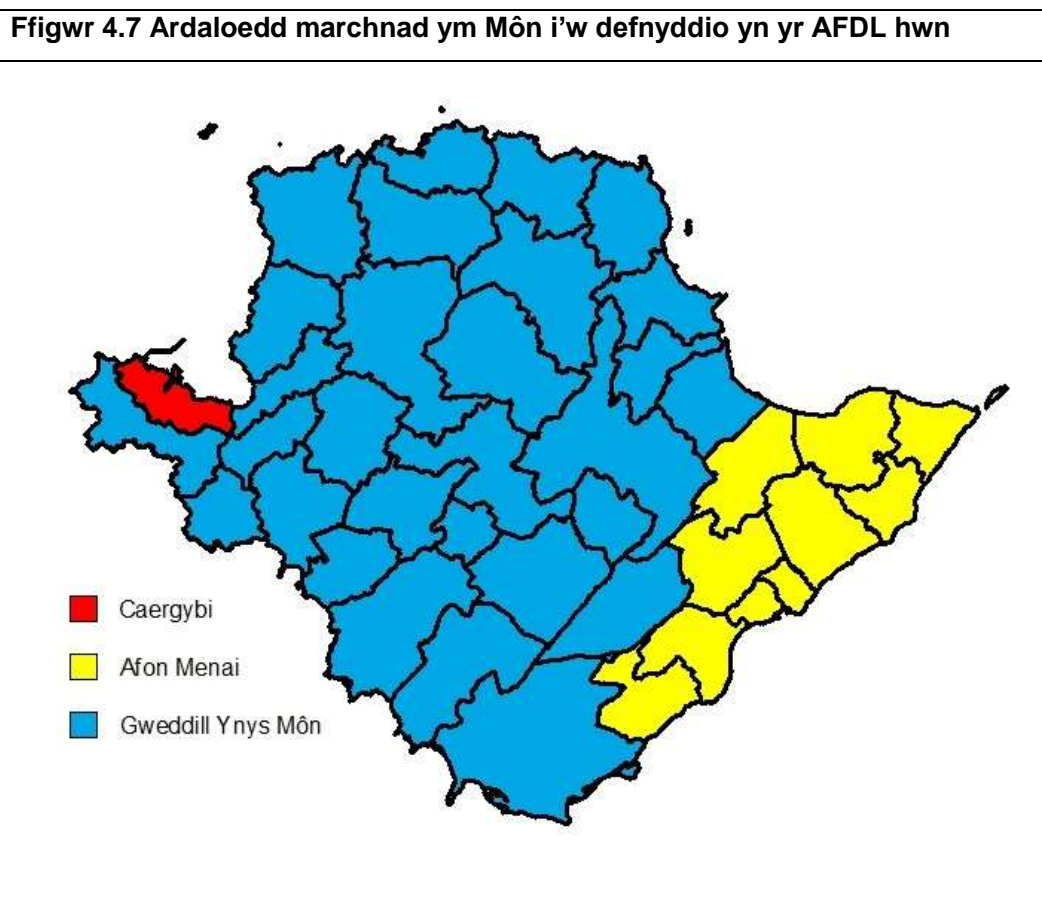 Ffigwr 4.7 Ardaloedd marchnad ym Môn i’w defnyddio yn yr AFDL hwn
Caergybi
Afon Menai
Gweddill Ynys Môn